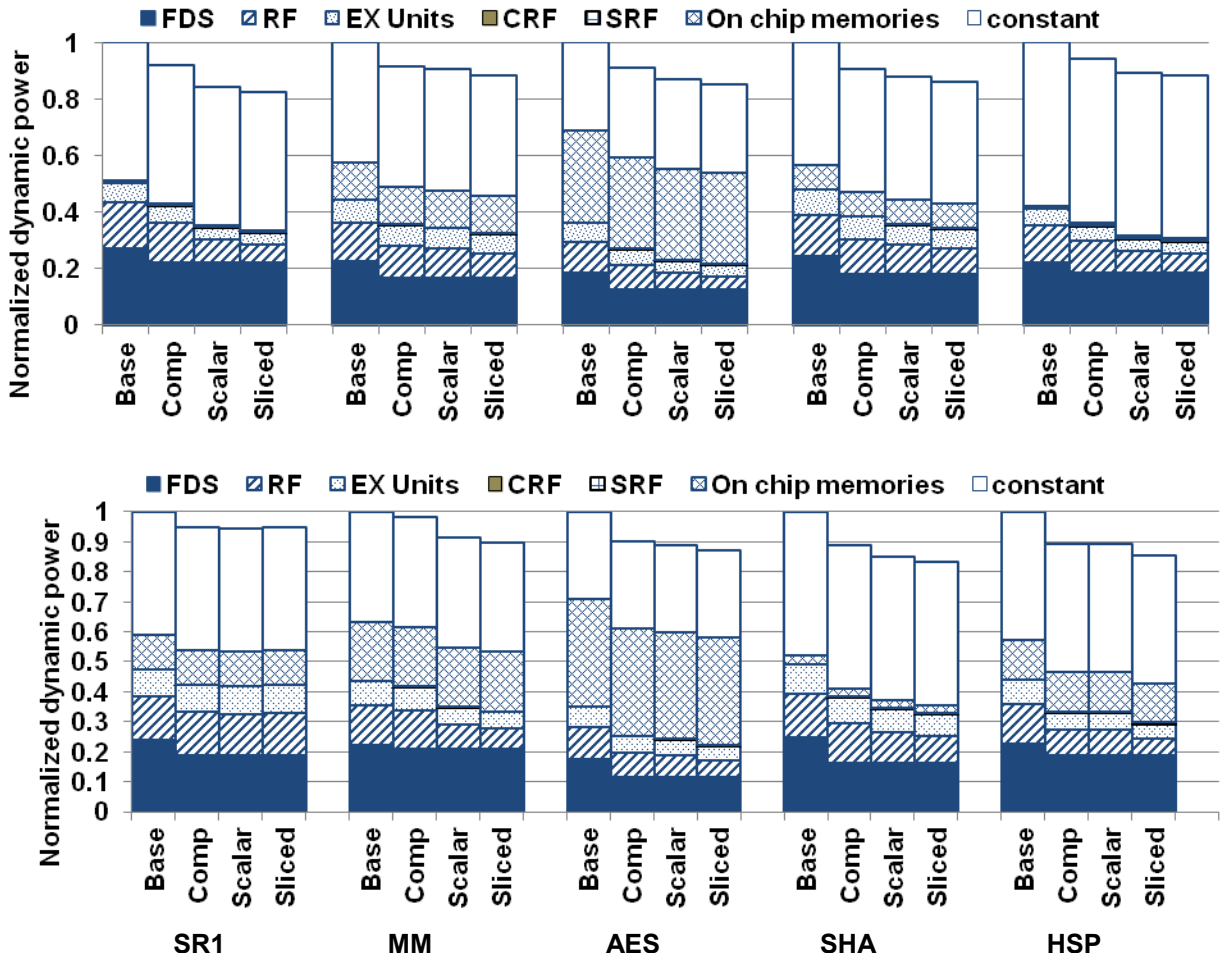 FDS RF EX Units CRF SRF On chip memories constant
Normalized dynamic power
1
0.8
0.6
0.4
0.2
0
Base Comp Scalar Sliced Base Comp Scalar Sliced Base Comp Scalar Sliced Base Comp Scalar Sliced Base Comp Scalar Sliced
FDS RF EX Units CRF SRF On chip memories constant
Normalized dynamic power
1
0.9
0.8
0.7
0.6
0.5
0.4
0.3
0.2
0.1
0
Base Comp Scalar Sliced Base Comp Scalar Sliced Base Comp Scalar Sliced Base Comp Scalar Sliced Base Comp Scalar Sliced
SR1 MM AES SHA HSP